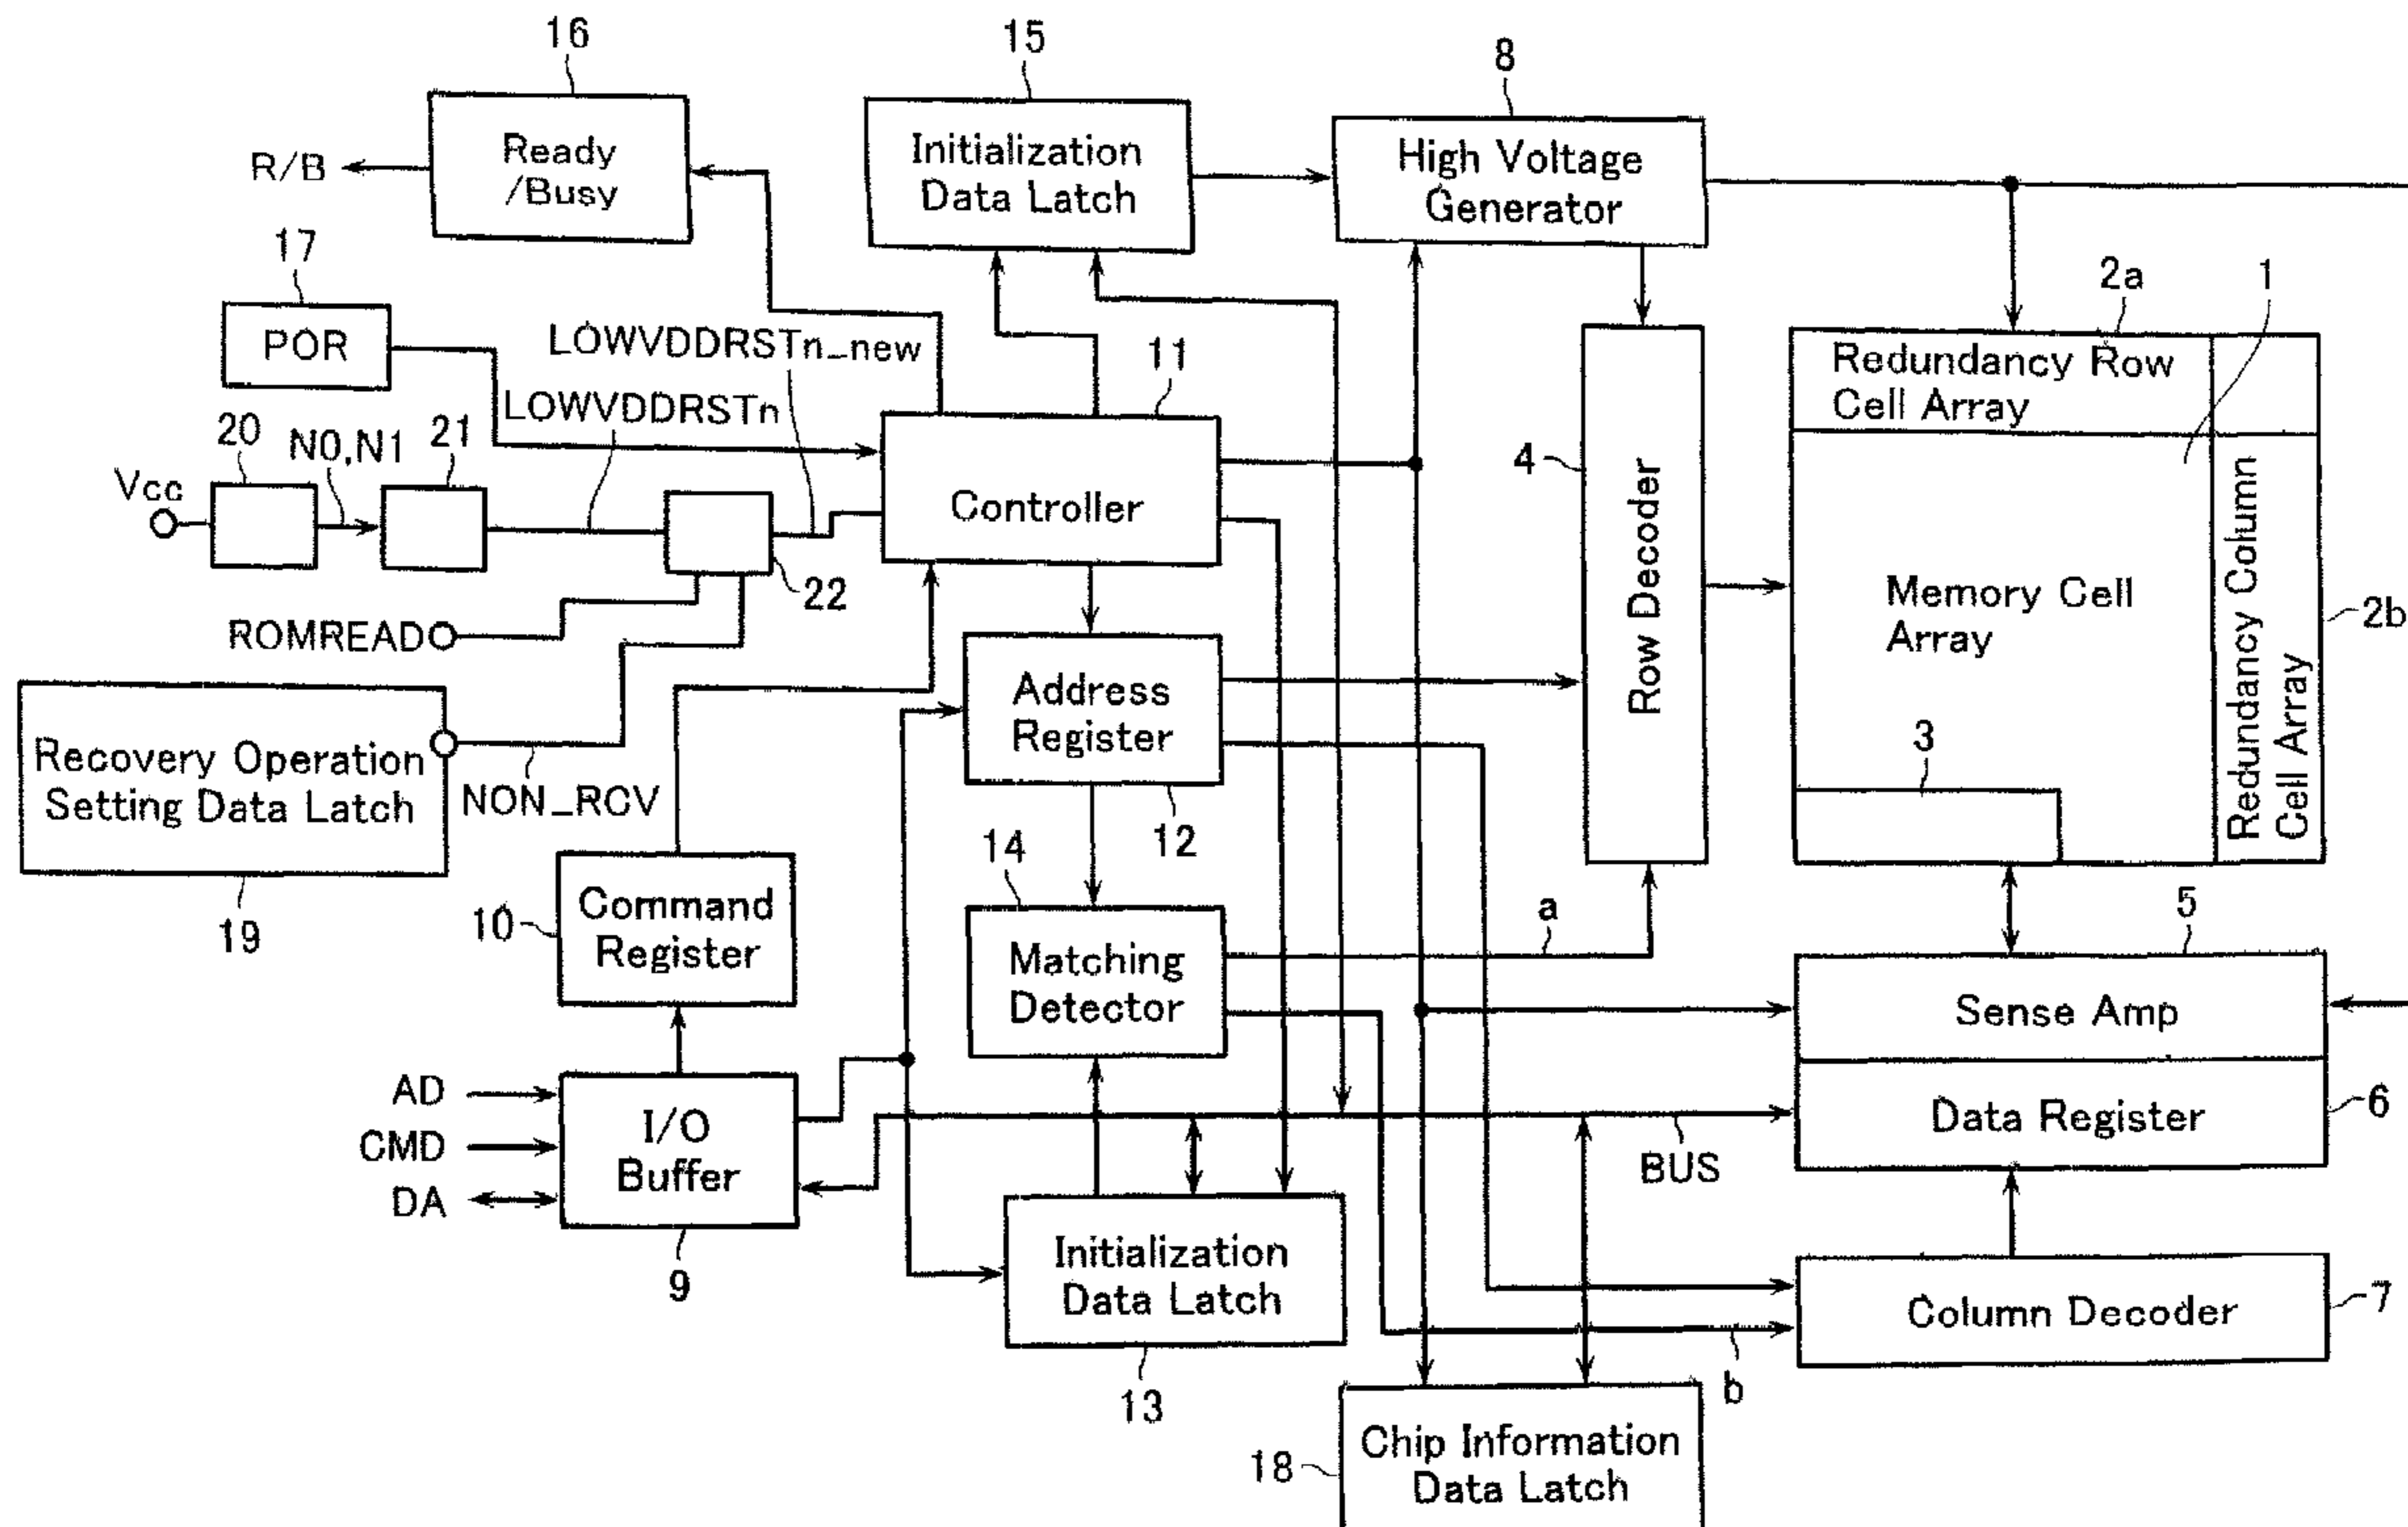 16
15
8
Ready
/Busy
R/B
Initialization
Data Latch
High Voltage
Generator
17
POR
2a
1
LOWVDDRSTn_new
11
LOWVDDRSTn
Redundancy Row
Cell Array
20
N0,N1
21
Vcc
Controller
4
Row Decoder
22
Memory Cell
Array
Redundancy Column
Cell Array
2b
ROMREAD
Address
Register
Recovery Operation
Setting Data Latch
NON_RCV
3
12
14
19
10
Command
Register
a
5
Matching
Detector
Sense Amp
AD
CMD
DA
I/O
Buffer
Data Register
6
BUS
9
Initialization
Data Latch
Column Decoder
7
13
b
18
Chip Information
Data Latch